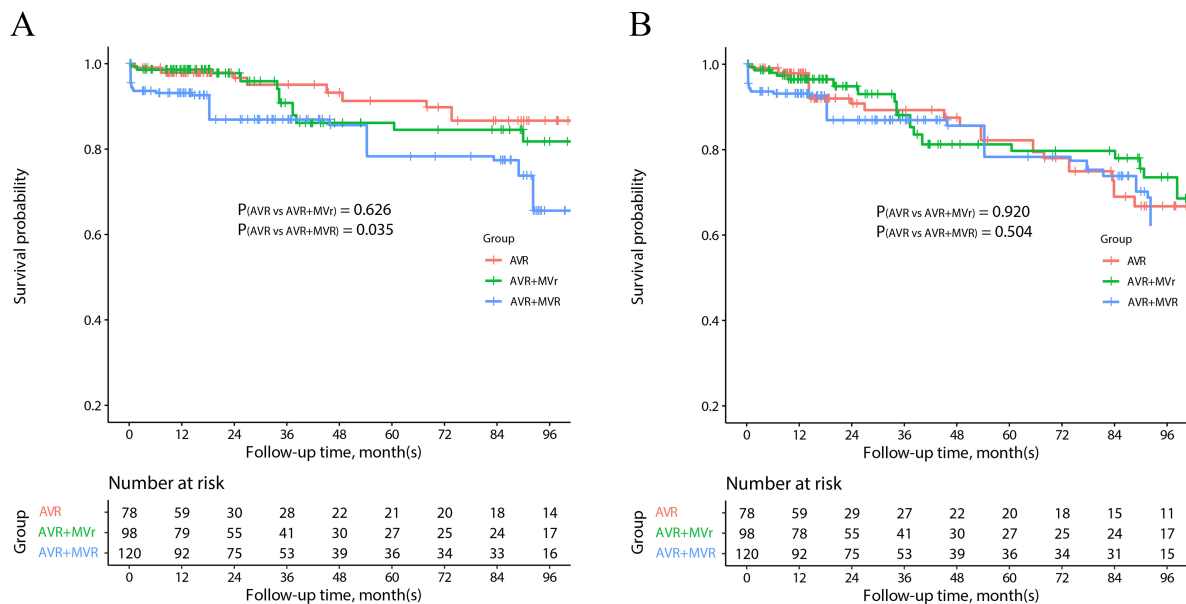 A
Survival probability
1.0
0.8
0.6
0.4
0.2
P(AVR vs AVR+MVr) = 0.626
P(AVR vs AVR+MVR) = 0.035
Group
AVR
AVR+MVr
AVR+MVR
0 12 24 36 48 60 72 84 96
Follow-up time, month(s)
Number at risk
Group
AVR 78 59 30 28 22 21 20 18 14
AVR+MVr 98 79 55 41 30 27 25 24 17
AVR+MVR 120 92 75 53 39 36 34 33 16
0 12 24 36 48 60 72 84 96
Follow-up time, month(s)
B
Survival probability
1.0
0.8
0.6
0.4
0.2
P(AVR vs AVR+MVr) = 0.920
P(AVR vs AVR+MVR) = 0.504
Group
AVR
AVR+MVr
AVR+MVR
0 12 24 36 48 60 72 84 96
Follow-up time, month(s)
Number at risk
Group
AVR 78 59 29 27 22 20 18 15 11
AVR+MVr 98 78 55 41 30 27 25 24 17
AVR+MVR 120 92 75 53 39 36 34 31 15
0 12 24 36 48 60 72 84 96
Follow-up time, month(s)